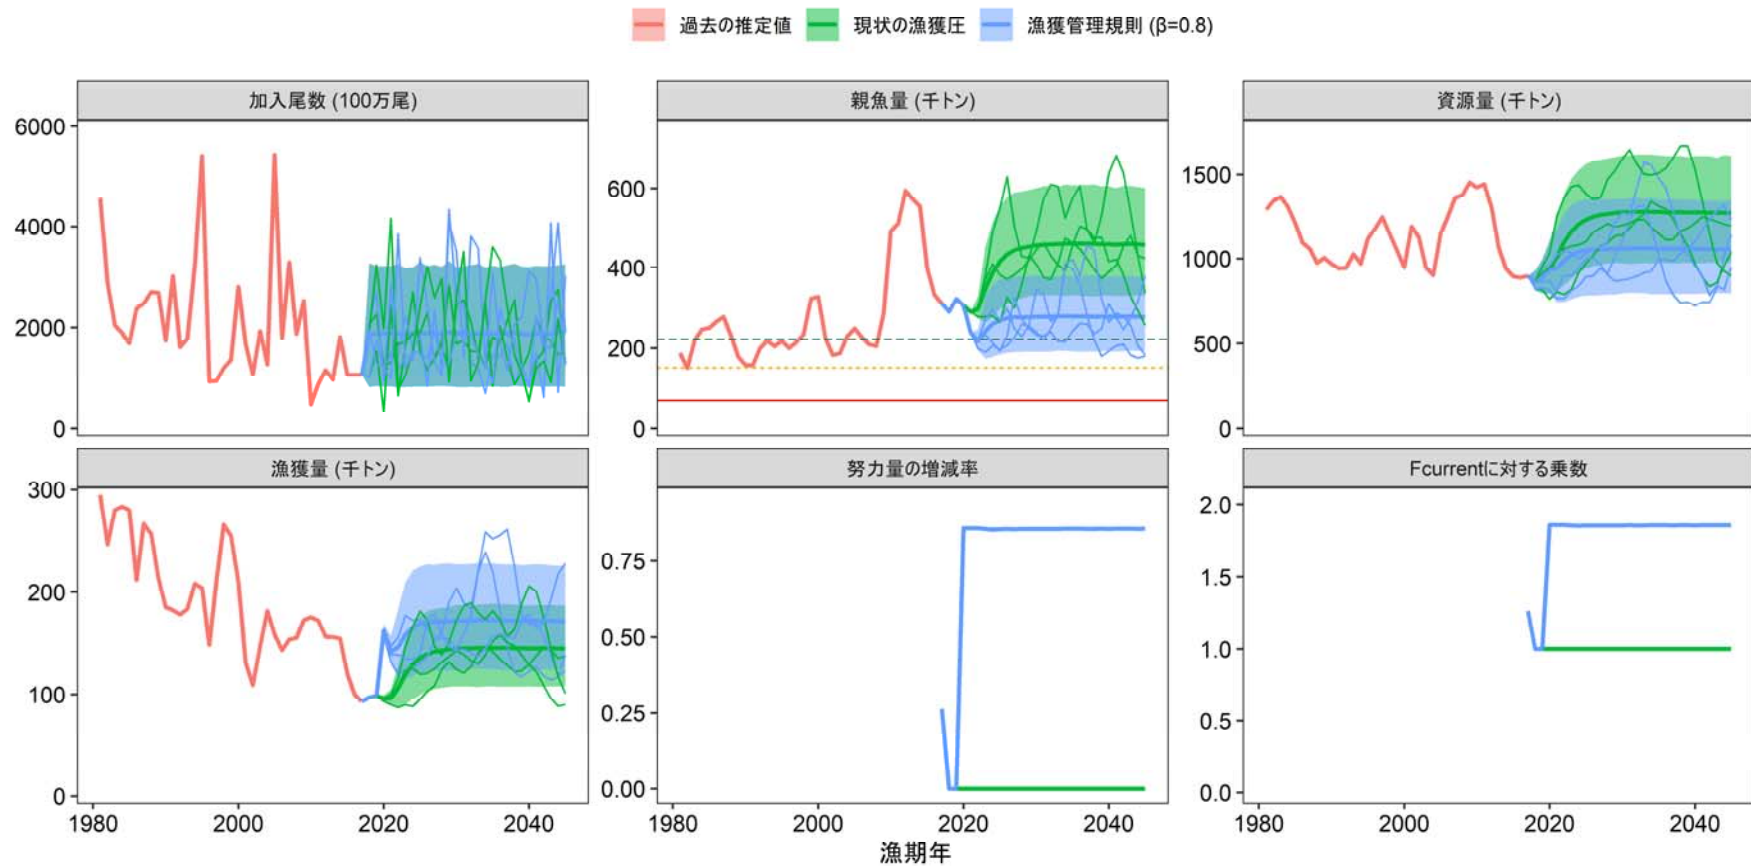 過去の推定値 現状の漁獲圧 漁獲管理規則 (β=0.8)
加入尾数 (100万尾)
6000
4000
2000
0
親魚量 (千トン)
600
400
200
0
資源量 (千トン)
1500
1000
500
0
漁獲量 (千トン)
300
200
100
0
1980 2000 2020 2040
努力量の増減率
0.75
0.50
0.25
0.00
1980 2000 2020 2040
Fcurrentに対する乗数
2.0
1.5
1.0
0.5
0.0
1980 2000 2020 2040
漁期年